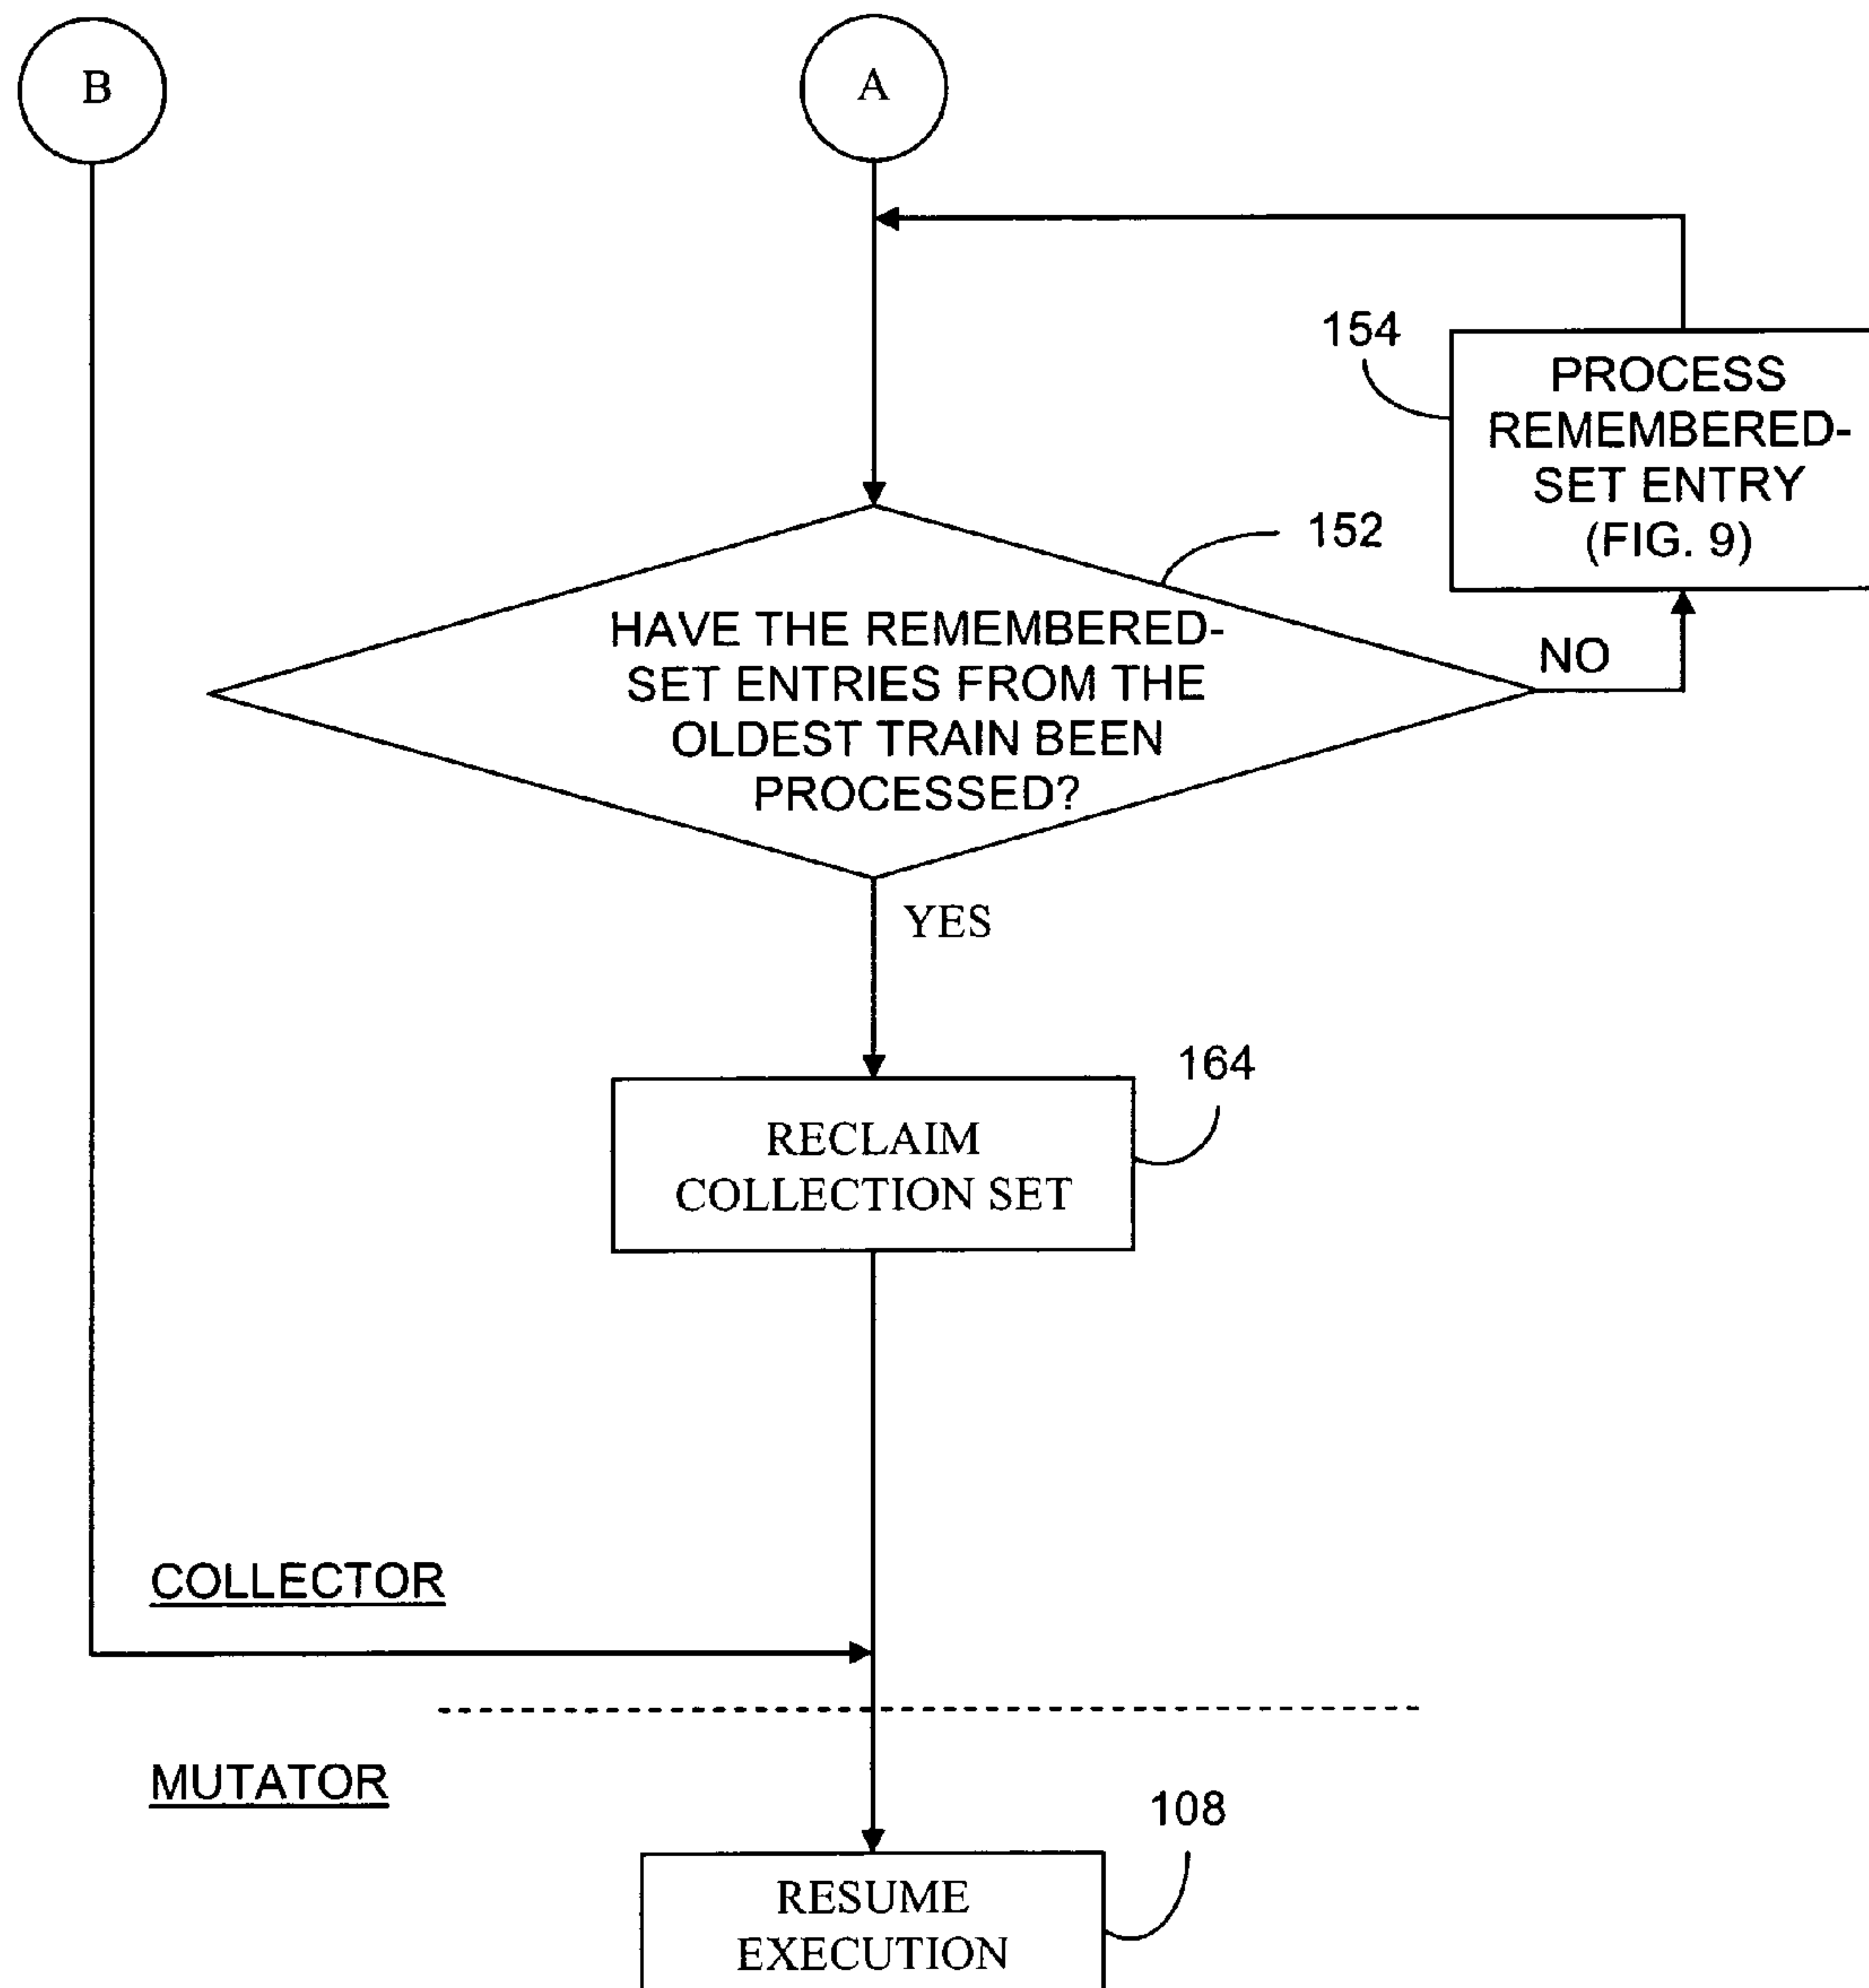 B
A
154
PROCESS
REMEMBERED-
SET ENTRY
(FIG. 9)
152
HAVE THE REMEMBERED-
SET ENTRIES FROM THE
OLDEST TRAIN BEEN
PROCESSED?
NO
YES
164
RECLAIM
COLLECTION SET
COLLECTOR
MUTATOR
108
RESUME
EXECUTION